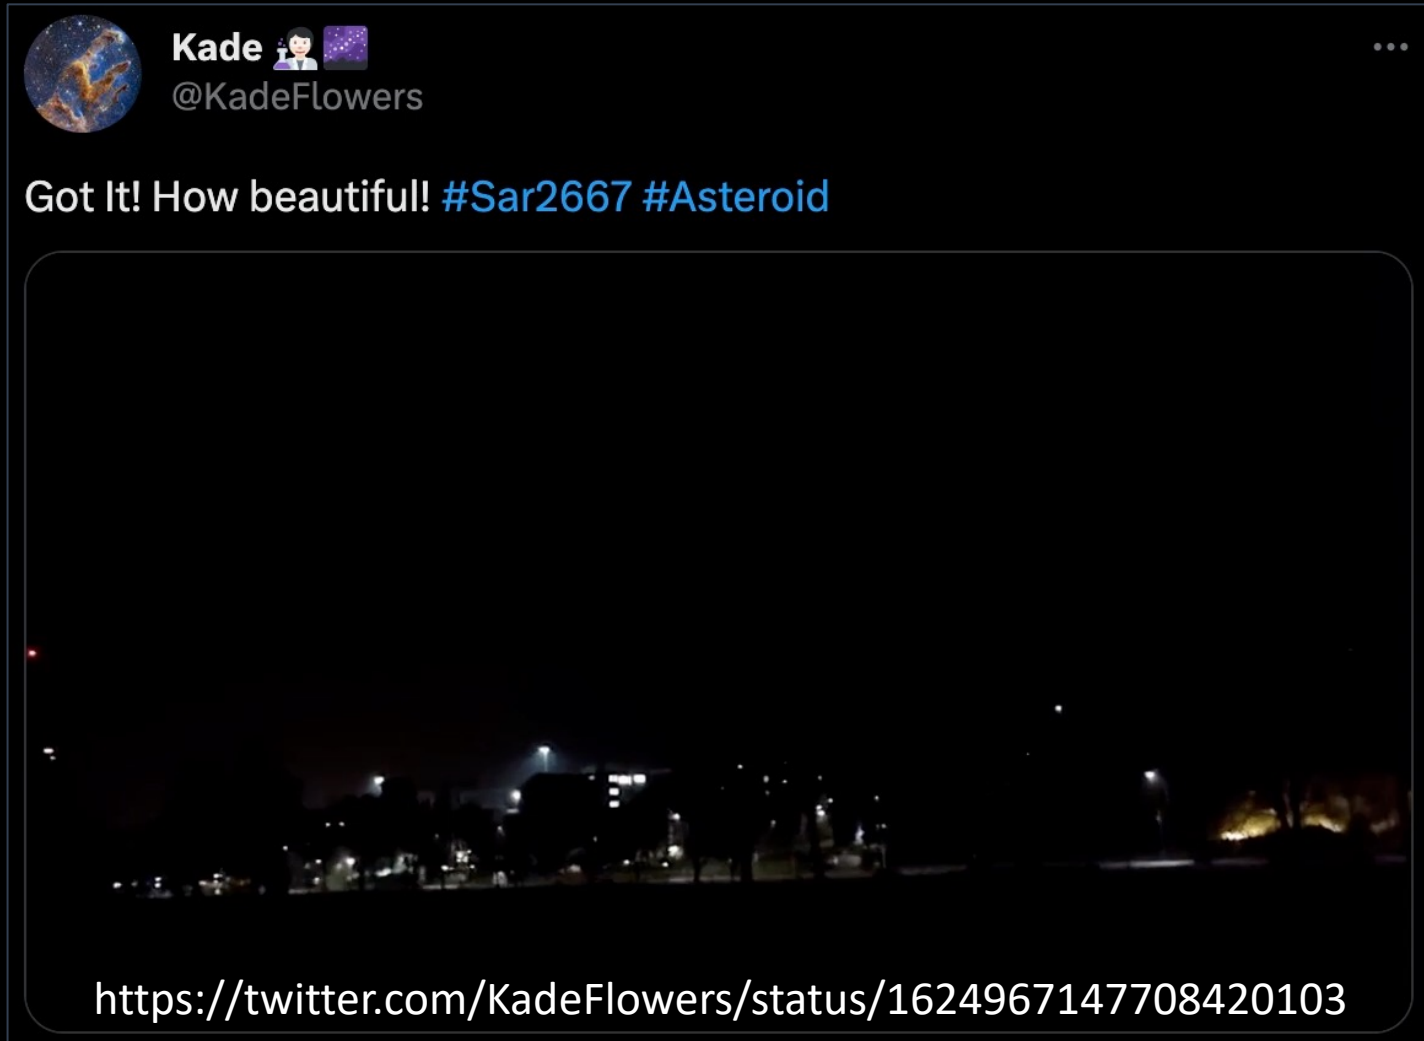 Kade 👩🏻‍🔬🌌
@KadeFlowers
Got It! How beautiful! #Sar2667 #Asteroid
https://twitter.com/KadeFlowers/status/1624967147708420103